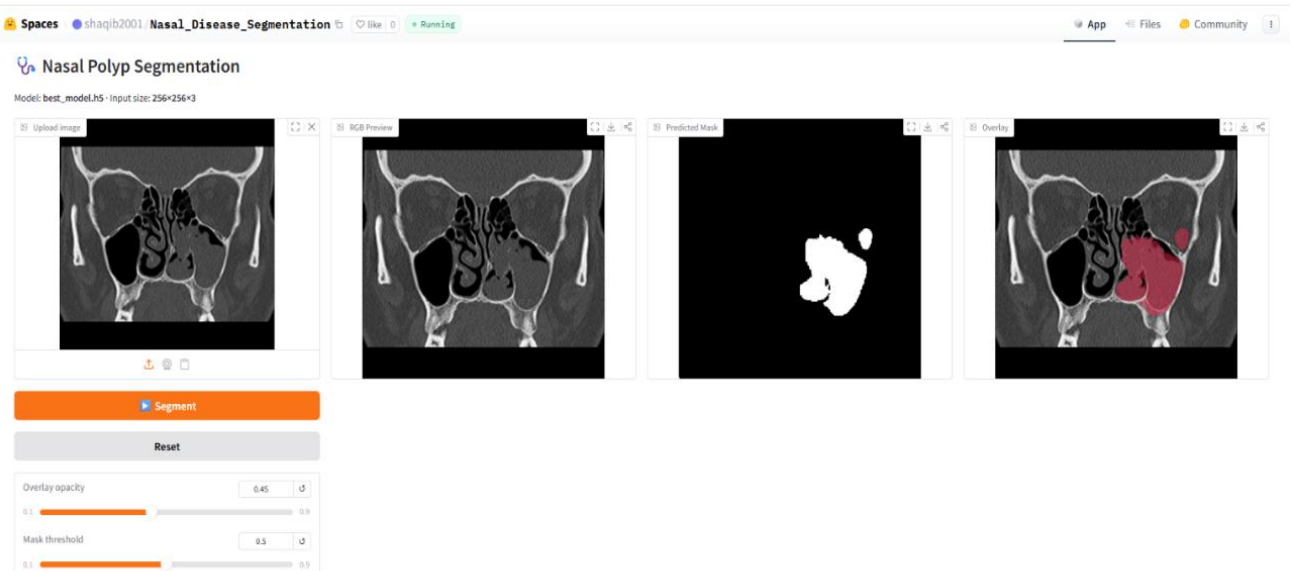 Spaces shaqib2001/Nasal_Disease_Segmentation like 0 Running App Files Community
Nasal Polyp Segmentation
Model: best_model.h5 · Input size: 256×256×3
Upload image RGB Preview Predicted Mask Overlay
Segment
Reset
Overlay opacity 0.45
0.1 0.9
Mask threshold 0.5
0.1 0.9